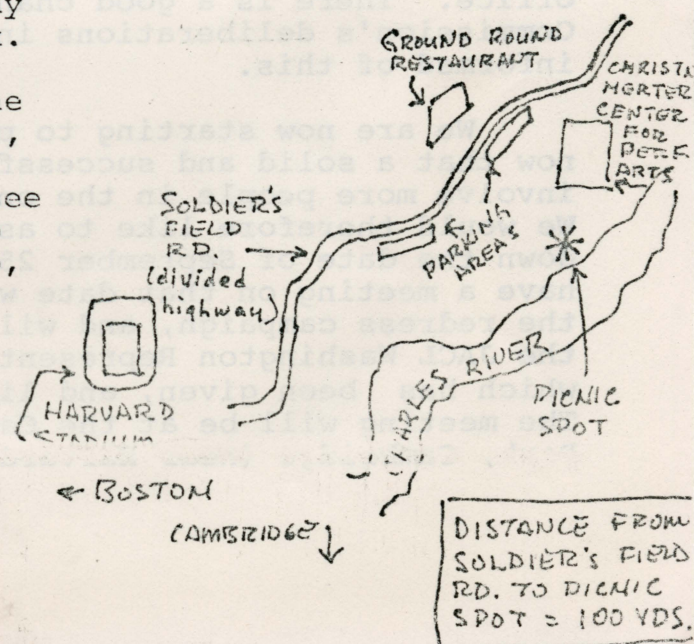 GROUND ROUND
RESTAURANT
HERTER
CENTER
FOR
PERF
ARTS
SOLDIER'S
FIELD
RD.
(divided
highway)
PARKING
AREAS
HARVARD
STADIUM
CHARLES RIVER
PICNIC
SPOT
← BOSTON
CAMBRIDGE ↓
DISTANCE FROM
SOLDIER'S FIELD
RD. TO PICNIC
SPOT = 100 YDS.